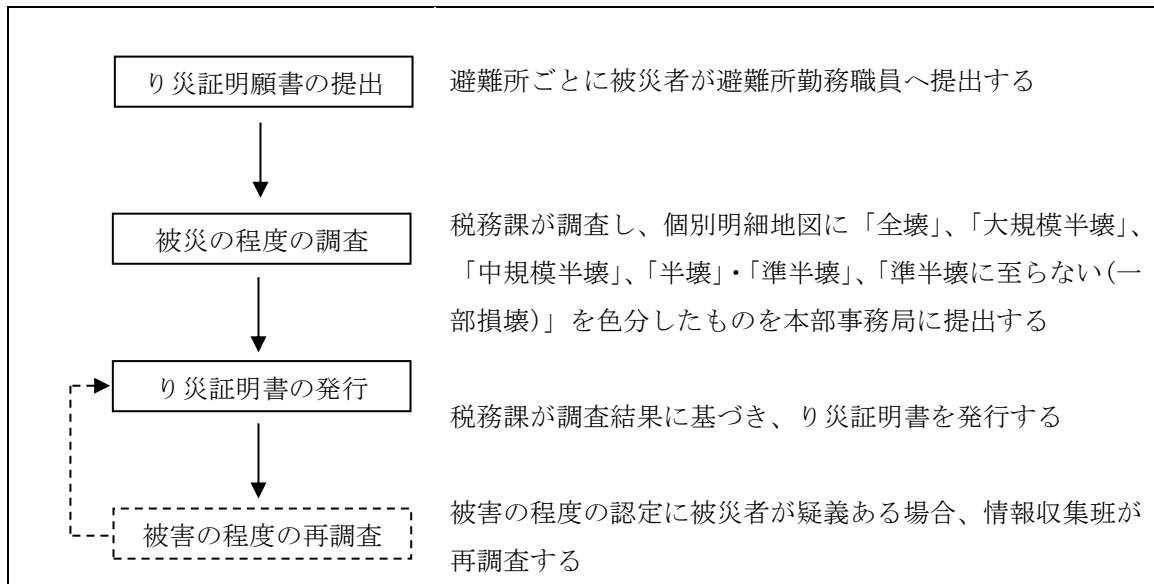 り災証明願書の提出
避難所ごとに被災者が避難所勤務職員へ提出する
被災の程度の調査
税務課が調査し、個別明細地図に「全壊」、「大規模半壊」、
「中規模半壊」、「半壊」・「準半壊」、「準半壊に至らない(一
部損壊)」を色分したものを本部事務局に提出する
り災証明書の発行
税務課が調査結果に基づき、り災証明書を発行する
被害の程度の再調査
被害の程度の認定に被災者が疑義ある場合、情報収集班が
再調査する